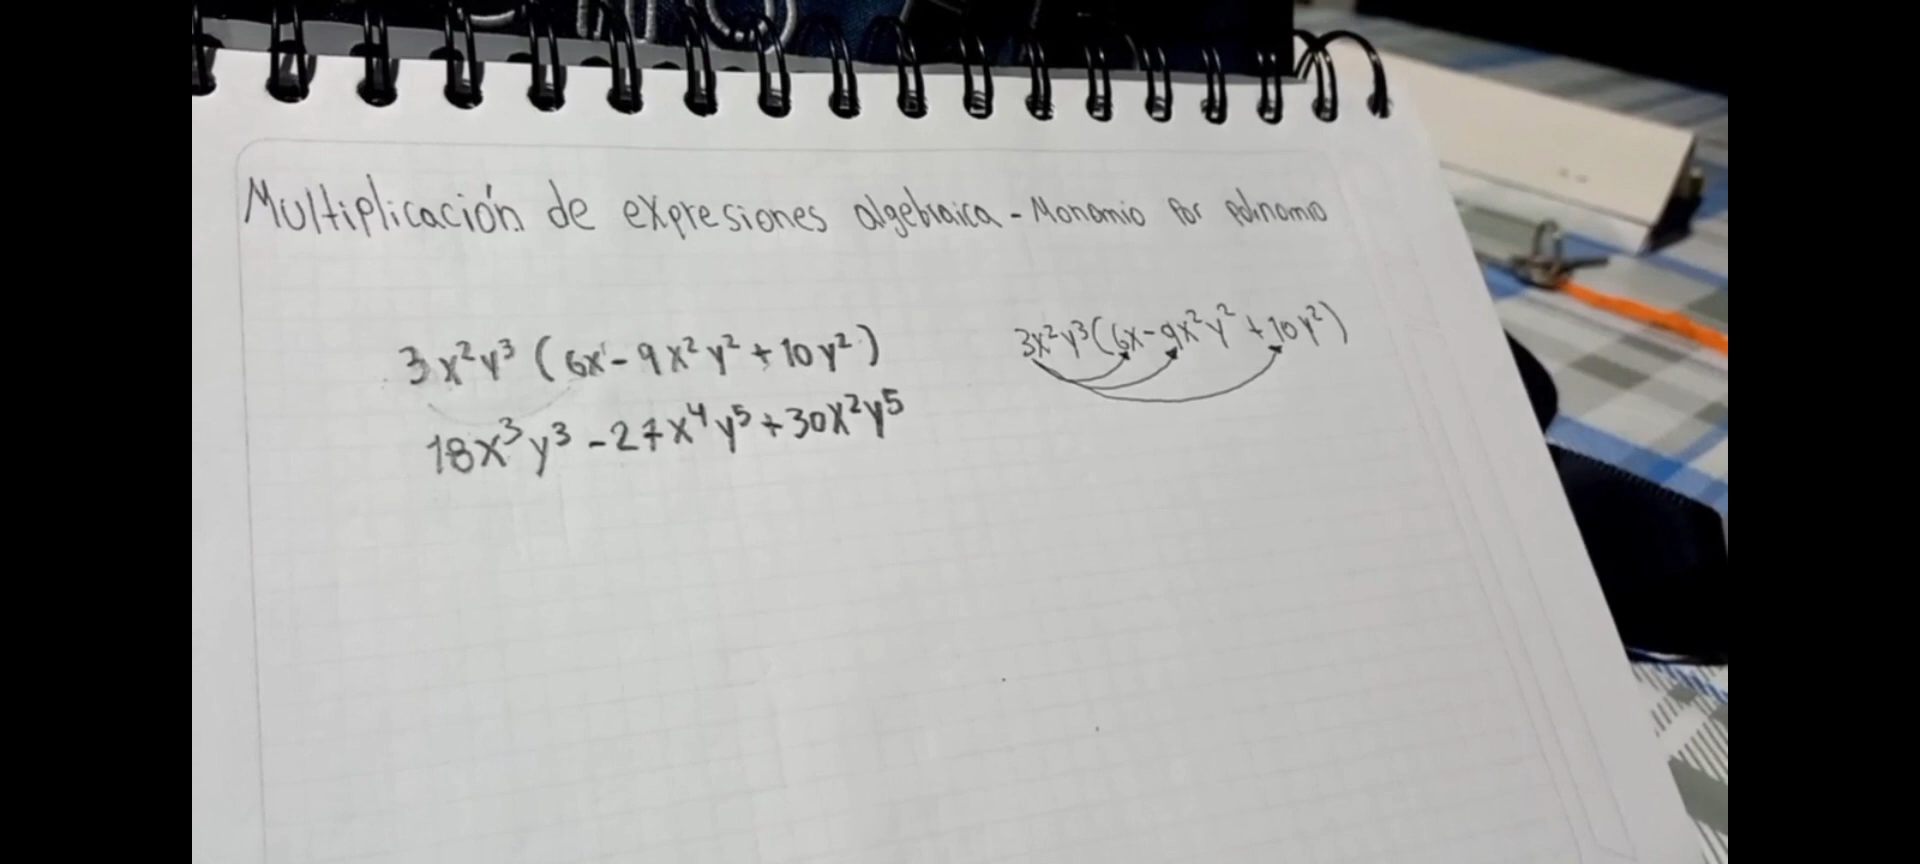 Multiplicación de expresiones algebraica - Monomio por polinomio
3x²y³ (6x - 9x²y² + 10y²)
3x²y³(6x - 9x²y² + 10y²)
18x³y³ - 27x⁴y⁵ + 30x²y⁵